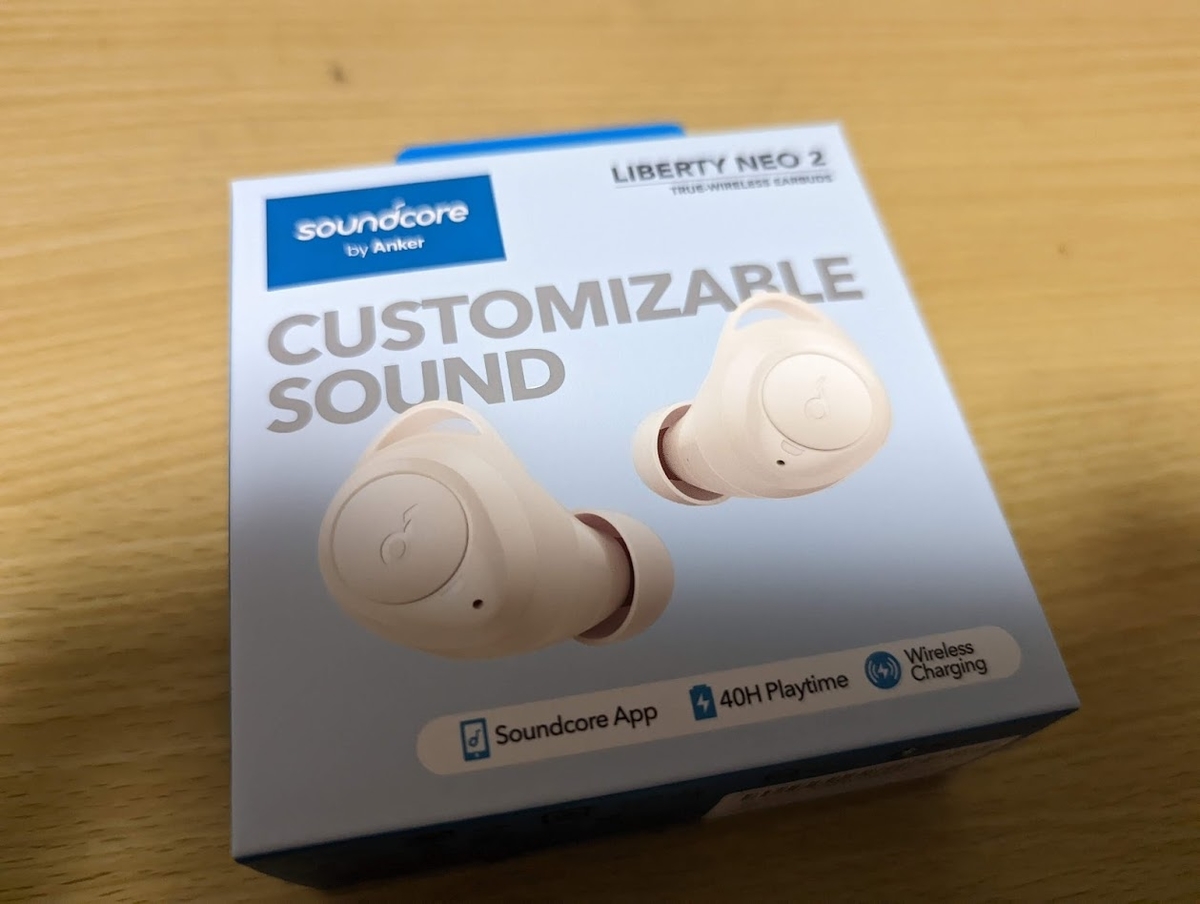 soundcore
by Anker
LIBERTY NEO 2
TRUE-WIRELESS EARBUDS
CUSTOMIZABLE
SOUND
Soundcore App
40H Playtime
Wireless
Charging